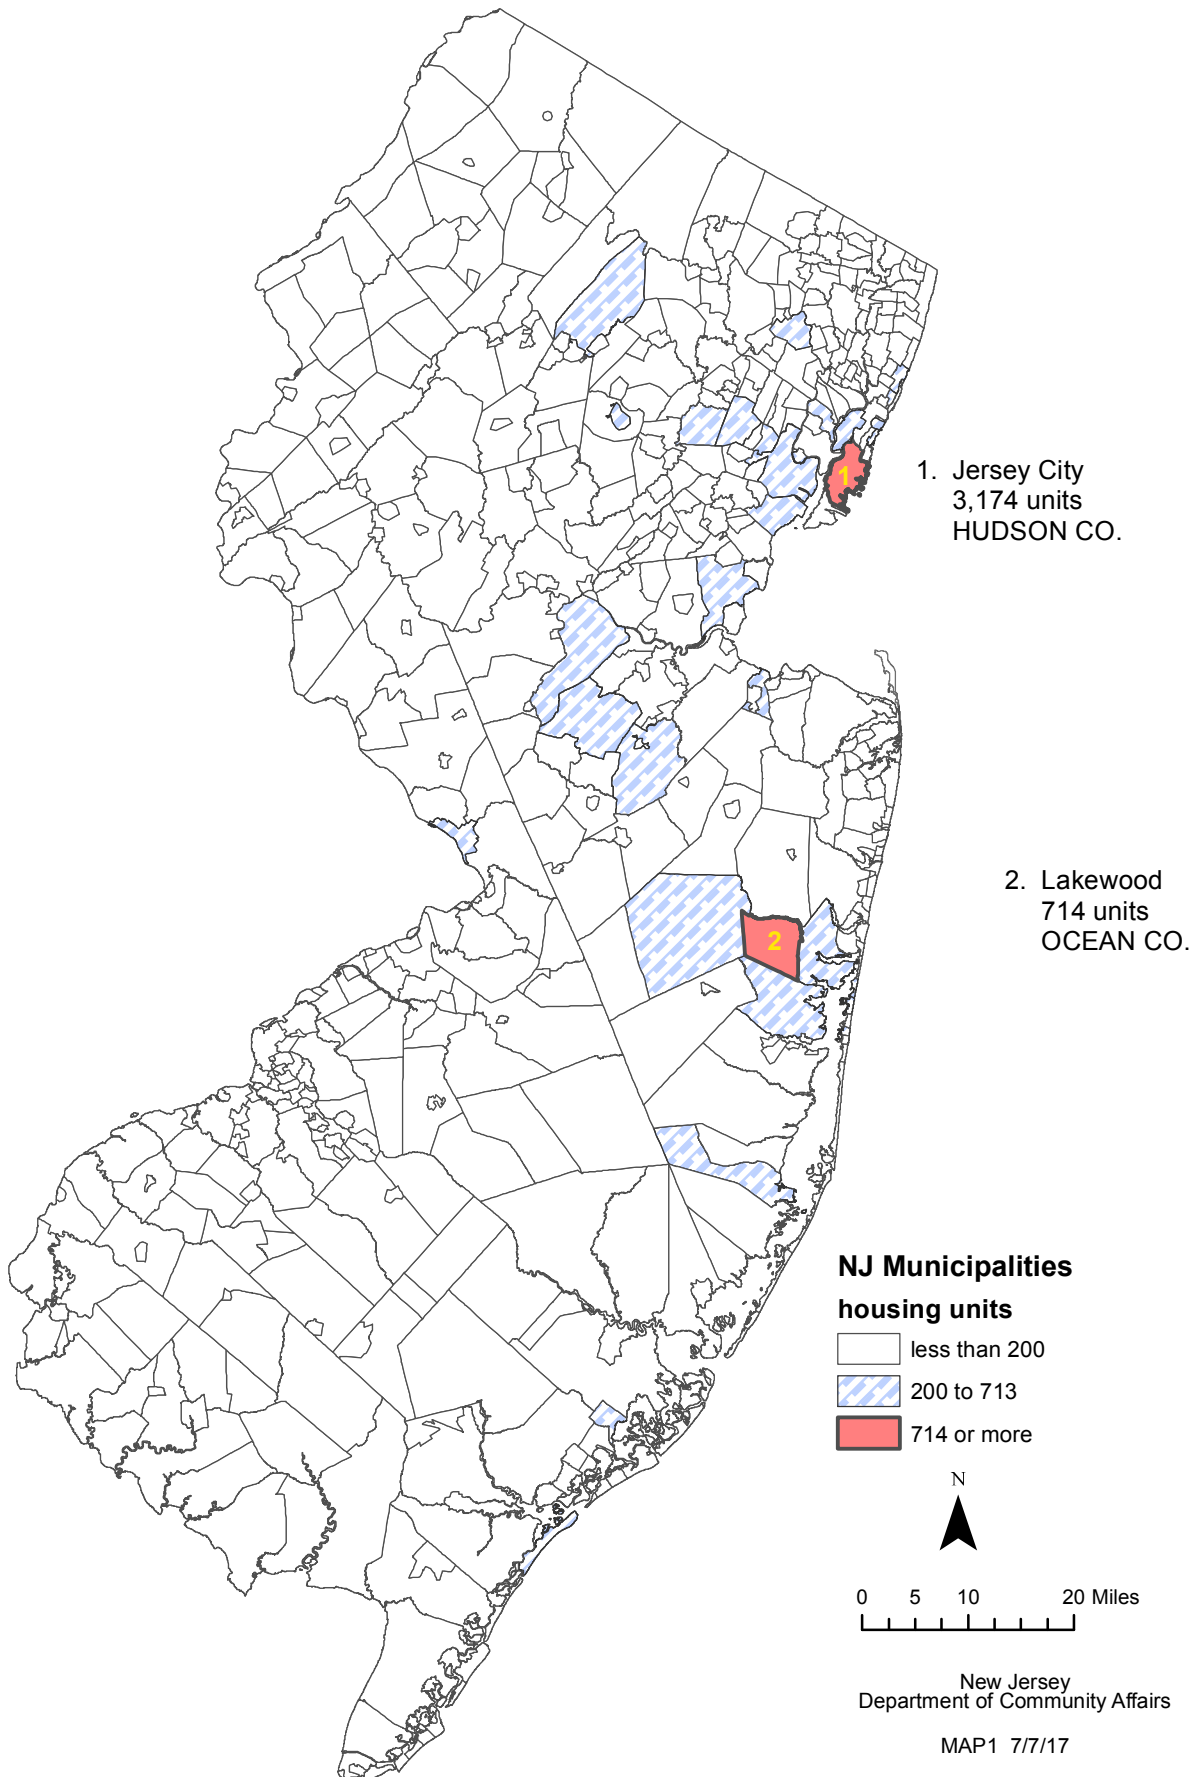 1
1. Jersey City
3,174 units
HUDSON CO.
2. Lakewood
714 units
OCEAN CO.
2
NJ Municipalities
housing units
less than 200
200 to 713
714 or more
N
0 5 10 20 Miles
New Jersey
Department of Community Affairs
MAP1 7/7/17